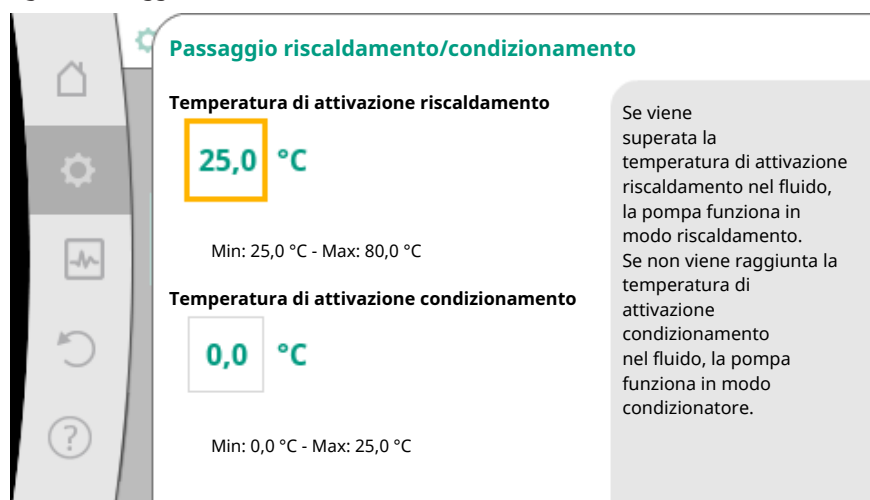 Passaggio riscaldamento/condizionamento
Temperatura di attivazione riscaldamento
25,0 °C
Min: 25,0 °C - Max: 80,0 °C
Temperatura di attivazione condizionamento
0,0 °C
Min: 0,0 °C - Max: 25,0 °C
Se viene
superata la
temperatura di attivazione
riscaldamento nel fluido,
la pompa funziona in
modo riscaldamento.
Se non viene raggiunta la
temperatura di
attivazione
condizionamento
nel fluido, la pompa
funziona in modo
condizionatore.
?